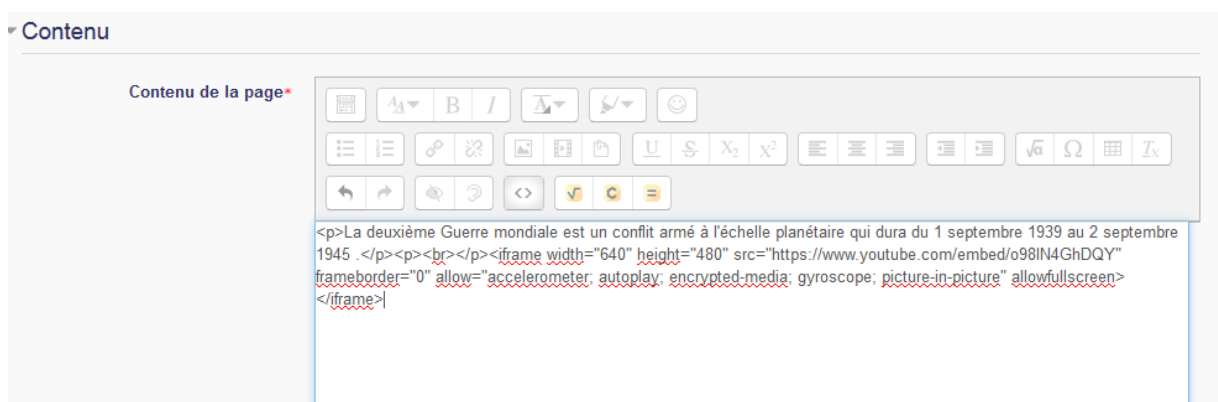 Contenu
Contenu de la page*
<p>La deuxième Guerre mondiale est un conflit armé à l'échelle planétaire qui dura du 1 septembre 1939 au 2 septembre
1945 .</p><p><br></p><iframe width="640" height="480" src="https://www.youtube.com/embed/o98IN4GhDQY"
frameborder="0" allow="accelerometer; autoplay; encrypted-media; gyroscope; picture-in-picture" allowfullscreen>
</iframe>